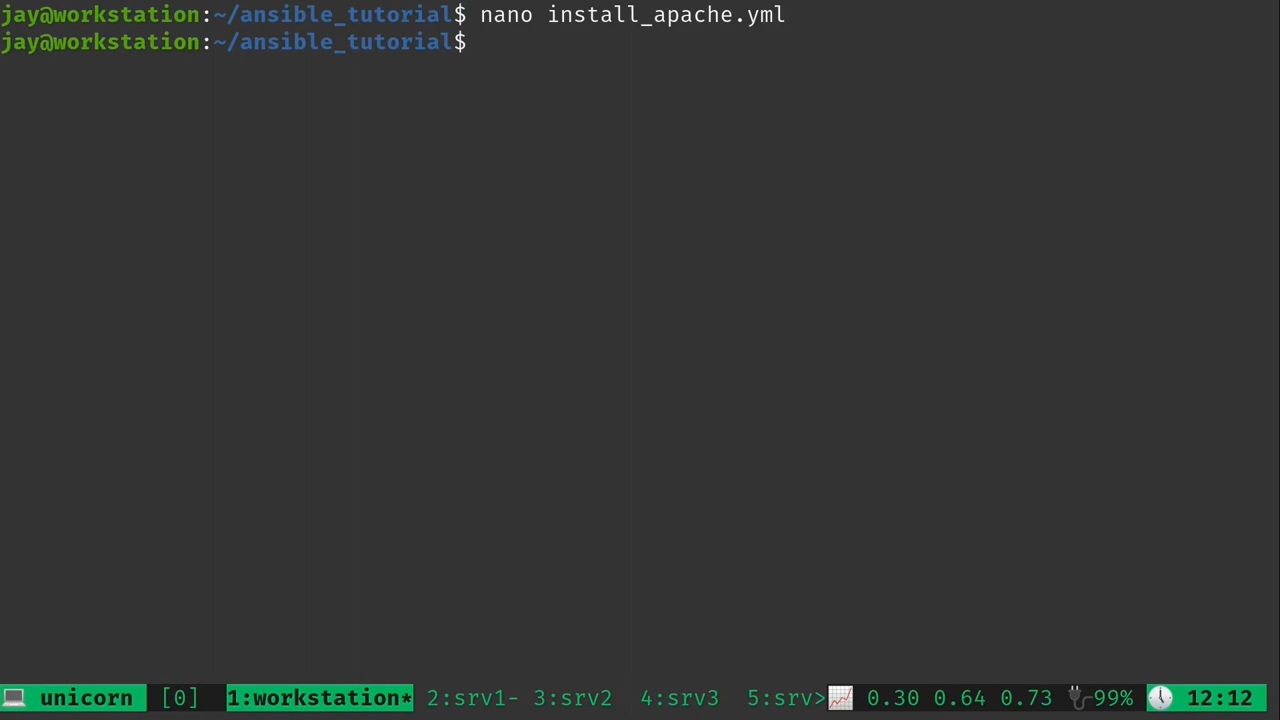 jay@workstation:~/ansible_tutorial$ nano install_apache.yml
jay@workstation:~/ansible_tutorial$
unicorn [0] 1:workstation* 2:srv1- 3:srv2 4:srv3 5:srv> 0.30 0.64 0.73 99% 12:12